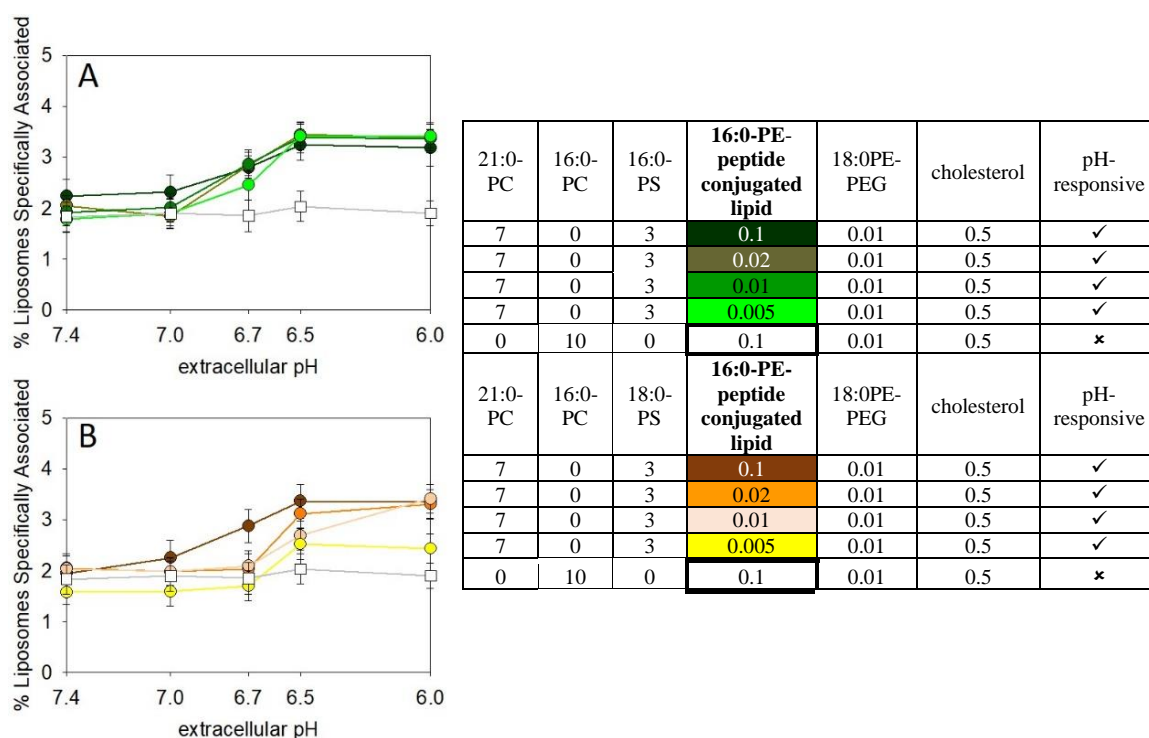 A
% Liposomes Specifically Associated
5
4
3
2
1
0
7.4 7.0 6.7 6.5 6.0
extracellular pH
B
% Liposomes Specifically Associated
5
4
3
2
1
0
7.4 7.0 6.7 6.5 6.0
extracellular pH
21:0-PC 16:0-PC 16:0-PS 16:0-PE-peptide conjugated lipid 18:0PE-PEG cholesterol pH-responsive
7 0 3 0.1 0.01 0.5 ✓
7 0 3 0.02 0.01 0.5 ✓
7 0 3 0.01 0.01 0.5 ✓
7 0 3 0.005 0.01 0.5 ✓
0 10 0 0.1 0.01 0.5 ×
21:0-PC 16:0-PC 18:0-PS 16:0-PE-peptide conjugated lipid 18:0PE-PEG cholesterol pH-responsive
7 0 3 0.1 0.01 0.5 ✓
7 0 3 0.02 0.01 0.5 ✓
7 0 3 0.01 0.01 0.5 ✓
7 0 3 0.005 0.01 0.5 ✓
0 10 0 0.1 0.01 0.5 ×